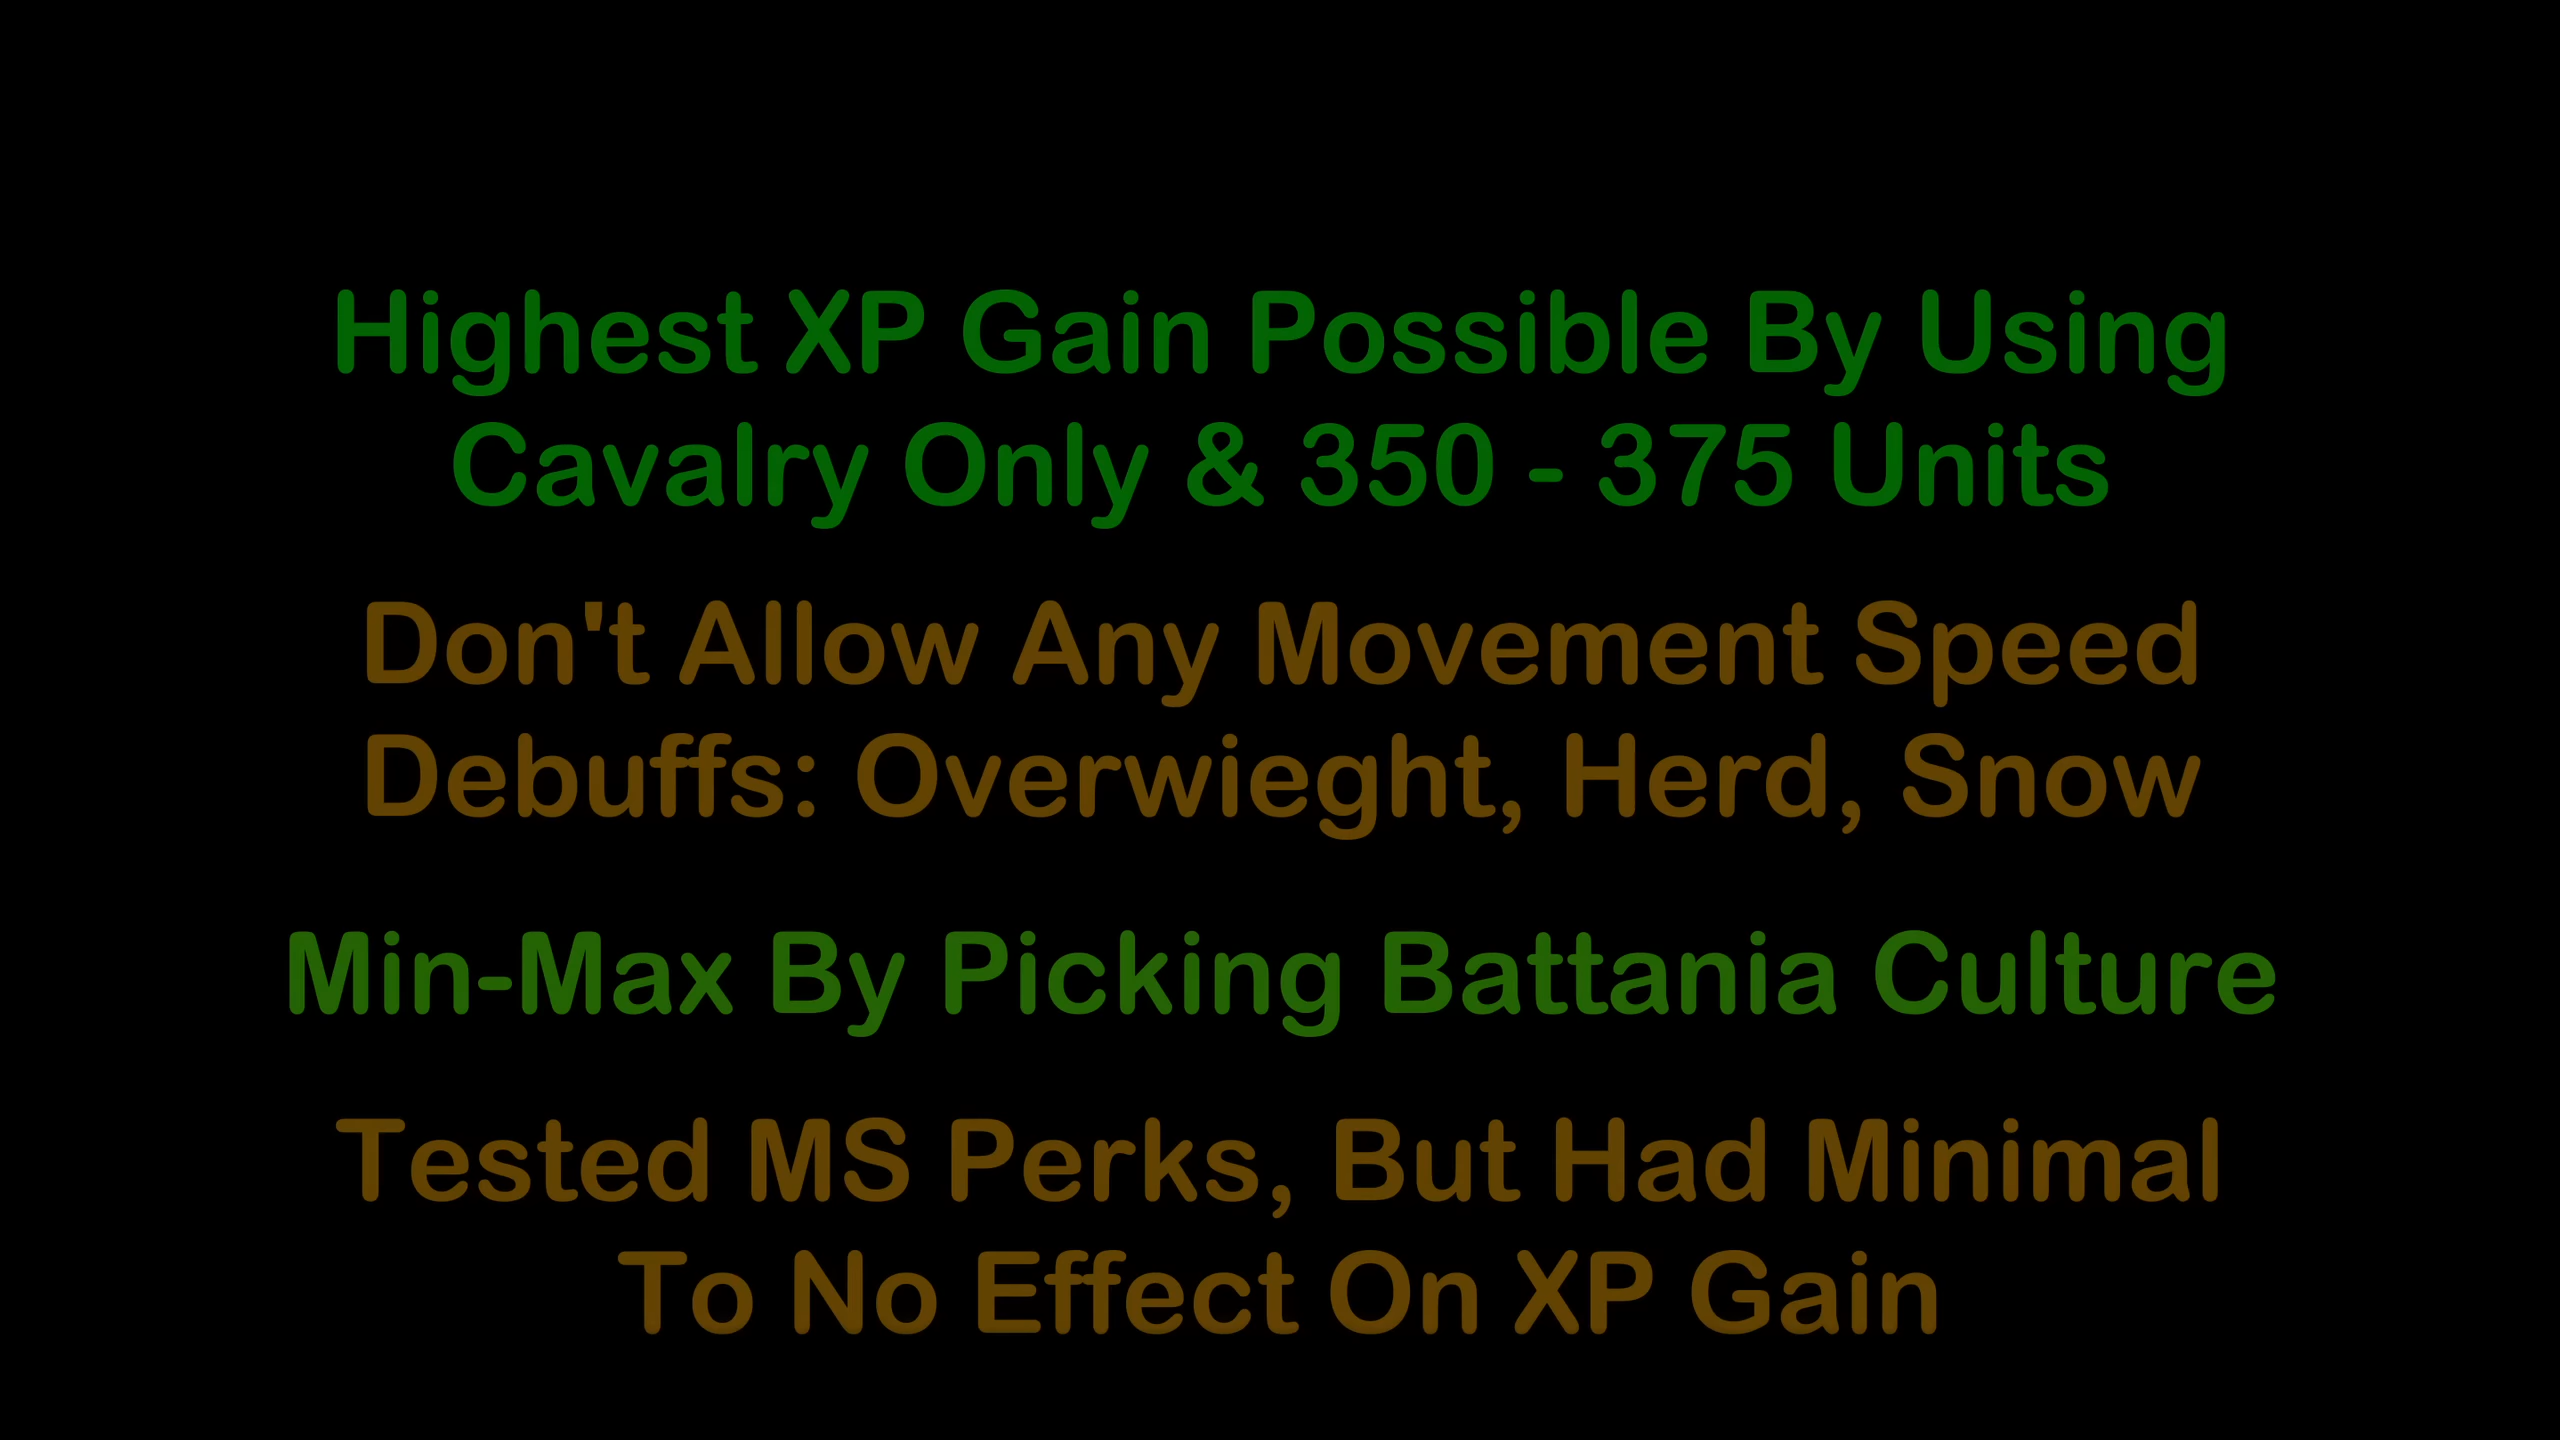 Highest XP Gain Possible By Using
Cavalry Only & 350 - 375 Units
Don't Allow Any Movement Speed
Debuffs: Overwieght, Herd, Snow
Min-Max By Picking Battania Culture
Tested MS Perks, But Had Minimal
To No Effect On XP Gain